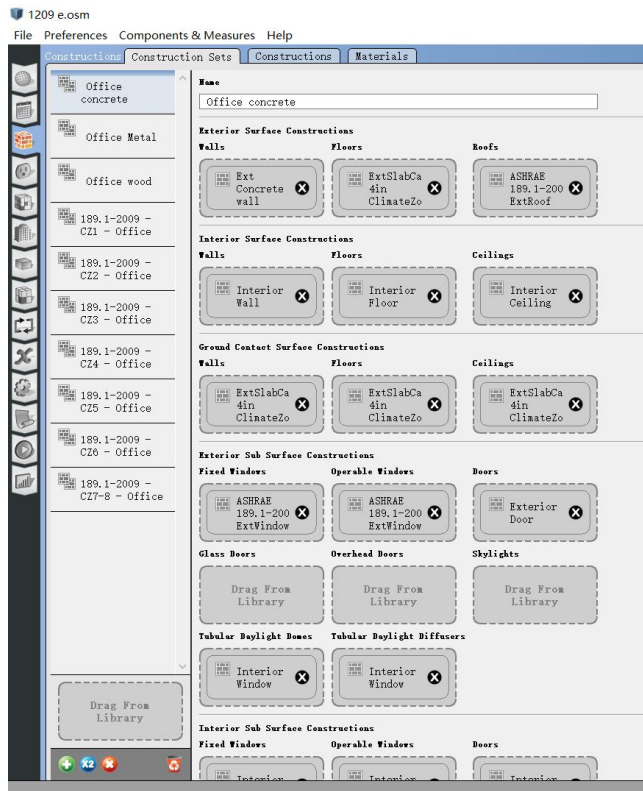 1209 e.osm
File Preferences Components & Measures Help
Constructions Construction Sets Constructions Materials
Office
concrete
Office Metal
Office wood
189.1-2009 -
CZ1 - Office
189.1-2009 -
CZ2 - Office
189.1-2009 -
CZ3 - Office
189.1-2009 -
CZ4 - Office
189.1-2009 -
CZ5 - Office
189.1-2009 -
CZ6 - Office
189.1-2009 -
CZ7-8 - Office
Drag From
Library
X2
Name
Office concrete
Exterior Surface Constructions
Walls Floors Roofs
Ext
Concrete
wall
ExtSlabCa
4in
ClimateZo
ASHRAE
189.1-200
ExtRoof
Interior Surface Constructions
Walls Floors Ceilings
Interior
Wall
Interior
Floor
Interior
Ceiling
Ground Contact Surface Constructions
Walls Floors Ceilings
ExtSlabCa
4in
ClimateZo
ExtSlabCa
4in
ClimateZo
ExtSlabCa
4in
ClimateZo
Exterior Sub Surface Constructions
Fixed Windows Operable Windows Doors
ASHRAE
189.1-200
ExtWindow
ASHRAE
189.1-200
ExtWindow
Exterior
Door
Glass Doors Overhead Doors Skylights
Drag From
Library
Drag From
Library
Drag From
Library
Tubular Daylight Domes Tubular Daylight Diffusers
Interior
Window
Interior
Window
Interior Sub Surface Constructions
Fixed Windows Operable Windows Doors
Interior Interior Interior